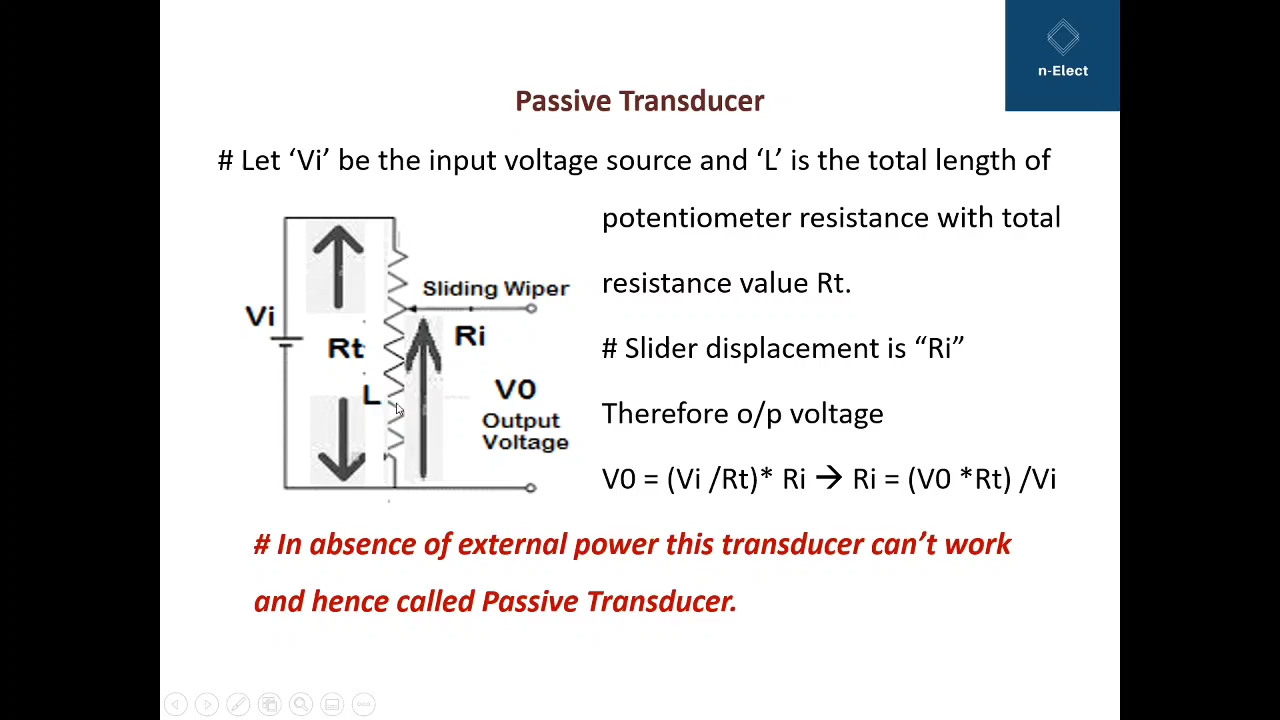 n-Elect
Passive Transducer
# Let ‘Vi’ be the input voltage source and ‘L’ is the total length of
potentiometer resistance with total
resistance value Rt.
# Slider displacement is “Ri”
Therefore o/p voltage
V0 = (Vi /Rt)* Ri → Ri = (V0 *Rt) /Vi
Sliding Wiper
Vi
Ri
Rt
L
V0
Output
Voltage
# In absence of external power this transducer can’t work
and hence called Passive Transducer.